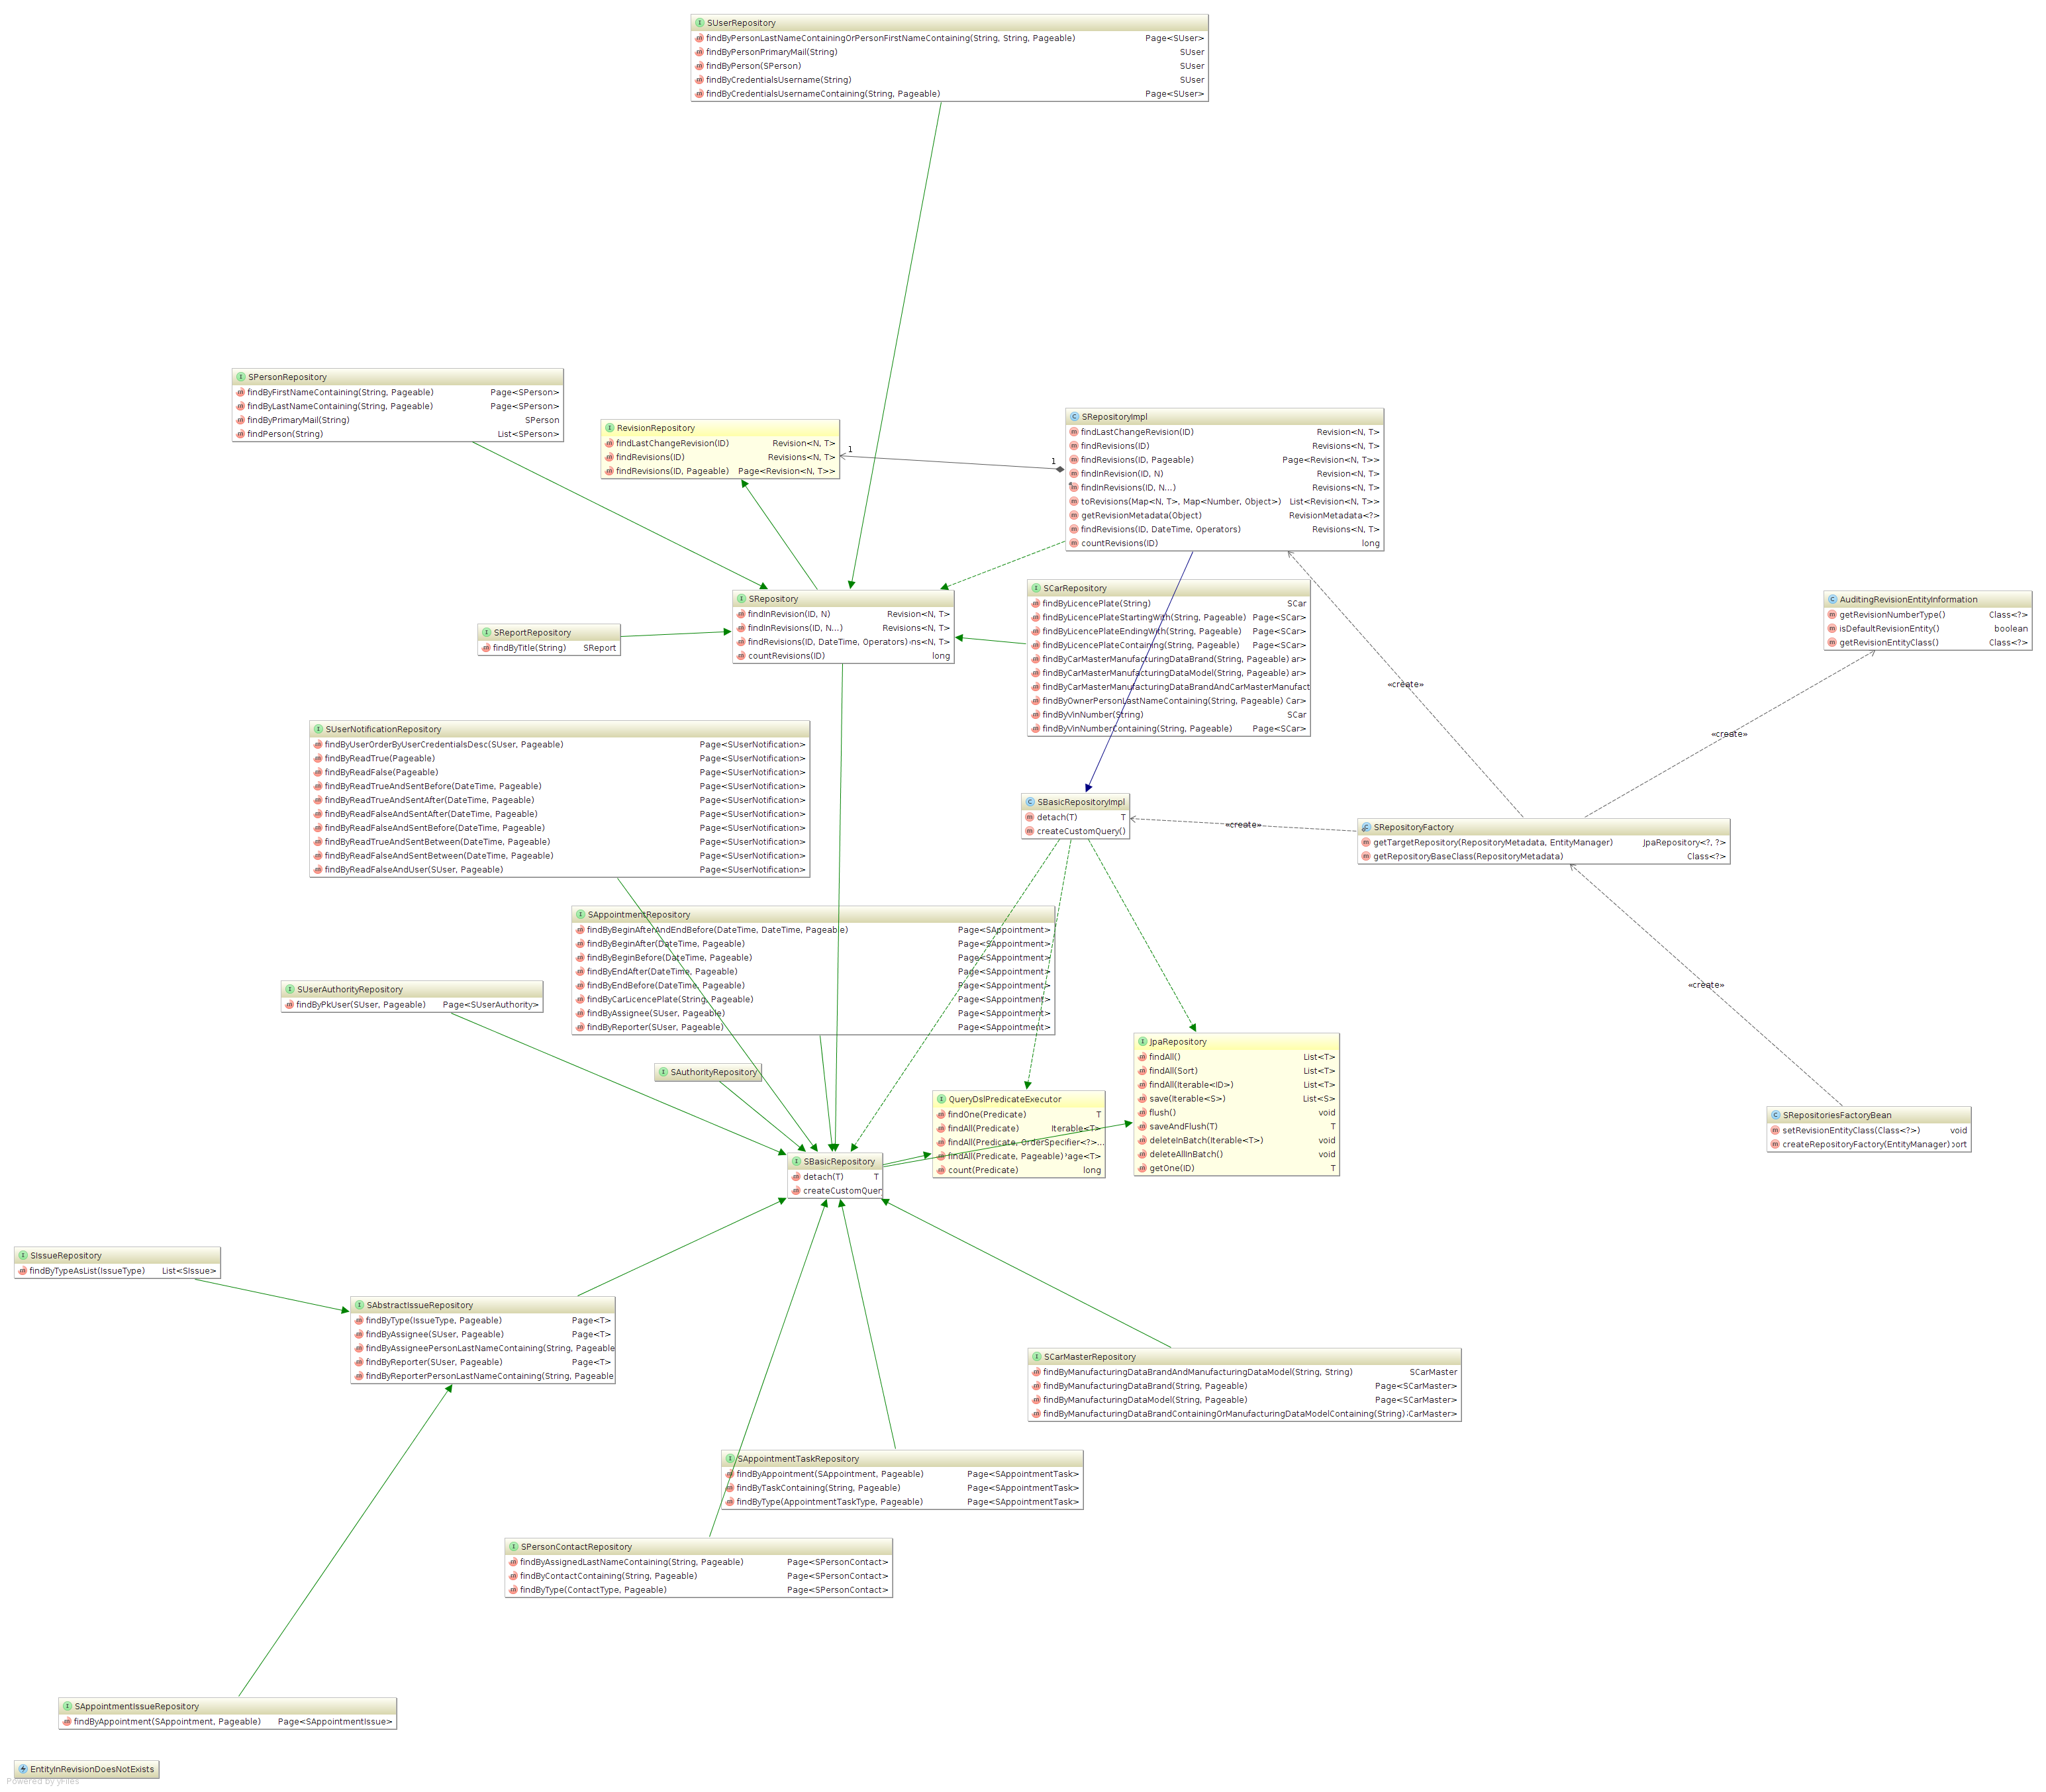 SUserRepository
findByPersonLastNameContainingOrPersonFirstNameContaining(String, String, Pageable) Page<SUser>
findByPersonPrimaryMail(String) SUser
findByPerson(SPerson) SUser
findByCredentialsUsername(String) SUser
findByCredentialsUsernameContaining(String, Pageable) Page<SUser>
SPersonRepository
findByFirstNameContaining(String, Pageable) Page<SPerson>
findByLastNameContaining(String, Pageable) Page<SPerson>
findByPrimaryMail(String) SPerson
findPerson(String) List<SPerson>
RevisionRepository
findLastChangeRevision(ID) Revision<N, T>
findRevisions(ID) Revisions<N, T>
findRevisions(ID, Pageable) Page<Revision<N, T>>
1
1
SRepositoryImpl
findLastChangeRevision(ID) Revision<N, T>
findRevisions(ID) Revisions<N, T>
findRevisions(ID, Pageable) Page<Revision<N, T>>
findInRevision(ID, N) Revision<N, T>
findInRevisions(ID, N...) Revisions<N, T>
toRevisions(Map<N, T>, Map<Number, Object>) List<Revision<N, T>>
getRevisionMetadata(Object) RevisionMetadata<?>
findRevisions(ID, DateTime, Operators) Revisions<N, T>
countRevisions(ID) long
SRepository
findInRevision(ID, N) Revision<N, T>
findInRevisions(ID, N...) Revisions<N, T>
findRevisions(ID, DateTime, Operators) ns<N, T>
countRevisions(ID) long
SReportRepository
findByTitle(String) SReport
SCarRepository
findByLicencePlate(String) SCar
findByLicencePlateStartingWith(String, Pageable) Page<SCar>
findByLicencePlateEndingWith(String, Pageable) Page<SCar>
findByLicencePlateContaining(String, Pageable) Page<SCar>
findByCarMasterManufacturingDataBrand(String, Pageable) ar>
findByCarMasterManufacturingDataModel(String, Pageable) ar>
findByCarMasterManufacturingDataBrandAndCarMasterManufact
findByOwnerPersonLastNameContaining(String, Pageable) Car>
findByVinNumber(String) SCar
findByVinNumberContaining(String, Pageable) Page<SCar>
AuditingRevisionEntityInformation
getRevisionNumberType() Class<?>
isDefaultRevisionEntity() boolean
getRevisionEntityClass() Class<?>
«create»
«create»
SUserNotificationRepository
findByUserOrderByUserCredentialsDesc(SUser, Pageable) Page<SUserNotification>
findByReadTrue(Pageable) Page<SUserNotification>
findByReadFalse(Pageable) Page<SUserNotification>
findByReadTrueAndSentBefore(DateTime, Pageable) Page<SUserNotification>
findByReadTrueAndSentAfter(DateTime, Pageable) Page<SUserNotification>
findByReadFalseAndSentAfter(DateTime, Pageable) Page<SUserNotification>
findByReadFalseAndSentBefore(DateTime, Pageable) Page<SUserNotification>
findByReadTrueAndSentBetween(DateTime, Pageable) Page<SUserNotification>
findByReadFalseAndSentBetween(DateTime, Pageable) Page<SUserNotification>
findByReadFalseAndUser(SUser, Pageable) Page<SUserNotification>
SBasicRepositoryImpl
detach(T) T
createCustomQuery()
«create»
SRepositoryFactory
getTargetRepository(RepositoryMetadata, EntityManager) JpaRepository<?, ?>
getRepositoryBaseClass(RepositoryMetadata) Class<?>
SAppointmentRepository
findByBeginAfterAndEndBefore(DateTime, DateTime, Pageable) Page<SAppointment>
findByBeginAfter(DateTime, Pageable) Page<SAppointment>
findByBeginBefore(DateTime, Pageable) Page<SAppointment>
findByEndAfter(DateTime, Pageable) Page<SAppointment>
findByEndBefore(DateTime, Pageable) Page<SAppointment>
findByCarLicencePlate(String, Pageable) Page<SAppointment>
findByAssignee(SUser, Pageable) Page<SAppointment>
findByReporter(SUser, Pageable) Page<SAppointment>
«create»
SUserAuthorityRepository
findByPkUser(SUser, Pageable) Page<SUserAuthority>
SAuthorityRepository
JpaRepository
findAll() List<T>
findAll(Sort) List<T>
findAll(Iterable<ID>) List<T>
save(Iterable<S>) List<S>
flush() void
saveAndFlush(T) T
deleteInBatch(Iterable<T>) void
deleteAllInBatch() void
getOne(ID) T
QueryDslPredicateExecutor
findOne(Predicate) T
findAll(Predicate) Iterable<T>
findAll(Predicate, OrderSpecifier<?>...
findAll(Predicate, Pageable) age<T>
count(Predicate) long
SRepositoriesFactoryBean
setRevisionEntityClass(Class<?>) void
createRepositoryFactory(EntityManager) ort
SBasicRepository
detach(T) T
createCustomQuer
SIssueRepository
findByTypeAsList(IssueType) List<SIssue>
SAbstractIssueRepository
findByType(IssueType, Pageable) Page<T>
findByAssignee(SUser, Pageable) Page<T>
findByAssigneePersonLastNameContaining(String, Pageable
findByReporter(SUser, Pageable) Page<T>
findByReporterPersonLastNameContaining(String, Pageable
SCarMasterRepository
findByManufacturingDataBrandAndManufacturingDataModel(String, String) SCarMaster
findByManufacturingDataBrand(String, Pageable) Page<SCarMaster>
findByManufacturingDataModel(String, Pageable) Page<SCarMaster>
findByManufacturingDataBrandContainingOrManufacturingDataModelContaining(String) CarMaster>
SAppointmentTaskRepository
findByAppointment(SAppointment, Pageable) Page<SAppointmentTask>
findByTaskContaining(String, Pageable) Page<SAppointmentTask>
findByType(AppointmentTaskType, Pageable) Page<SAppointmentTask>
SPersonContactRepository
findByAssignedLastNameContaining(String, Pageable) Page<SPersonContact>
findByContactContaining(String, Pageable) Page<SPersonContact>
findByType(ContactType, Pageable) Page<SPersonContact>
SAppointmentIssueRepository
findByAppointment(SAppointment, Pageable) Page<SAppointmentIssue>
EntityInRevisionDoesNotExists
Powered by yFiles